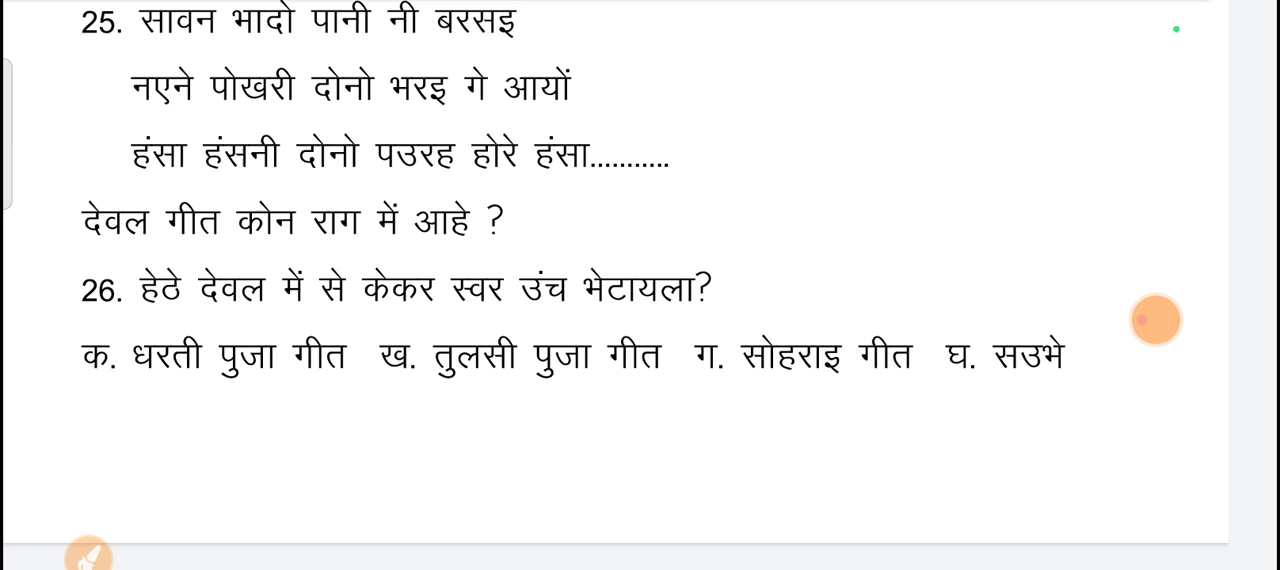 25. सावन भादो पानी नी बरसइ
नएने पोखरी दोनो भरइ गे आयों
हंसा हंसनी दोनो पउरह होरे हंसा...........
देवल गीत कोन राग में आहे ?
26. हेठे देवल में से केकर स्वर उंच भेटायला?
क. धरती पुजा गीत ख. तुलसी पुजा गीत ग. सोहराइ गीत घ. सउभे